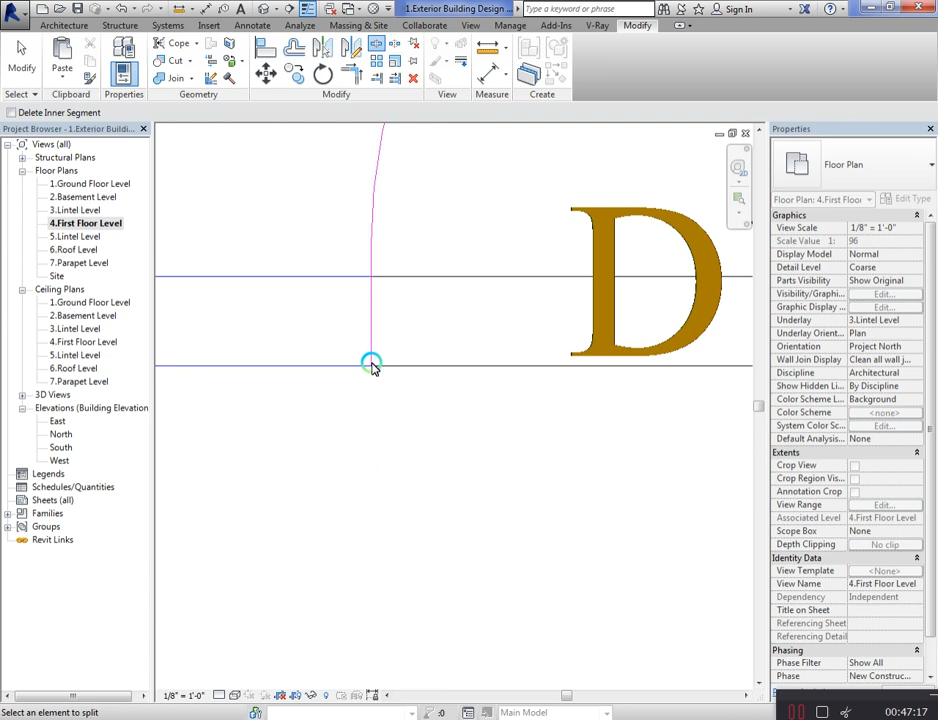 1.Exterior Building Design ...
Type a keyword or phrase
Sign In
Architecture Structure Systems Insert Annotate Analyze Massing & Site Collaborate View Manage Add-Ins V-Ray Modify
Modify Paste Cope Cut Join
Select Clipboard Properties Geometry Modify View Measure Create
Delete Inner Segment
Project Browser - 1.Exterior Buildi...
Views (all)
Structural Plans
Floor Plans
1.Ground Floor Level
2.Basement Level
3.Lintel Level
4.First Floor Level
5.Lintel Level
6.Roof Level
7.Parapet Level
Site
Ceiling Plans
1.Ground Floor Level
2.Basement Level
3.Lintel Level
4.First Floor Level
5.Lintel Level
6.Roof Level
7.Parapet Level
3D Views
Elevations (Building Elevation
East
North
South
West
Legends
Schedules/Quantities
Sheets (all)
Families
Groups
Revit Links
D
Properties
Floor Plan
Floor Plan: 4.First Floor Edit Type
Graphics
View Scale 1/8" = 1'-0"
Scale Value 1: 96
Display Model Normal
Detail Level Coarse
Parts Visibility Show Original
Visibility/Graphi... Edit...
Graphic Display ... Edit...
Underlay 3.Lintel Level
Underlay Orient... Plan
Orientation Project North
Wall Join Display Clean all wall j...
Discipline Architectural
Show Hidden Li... By Discipline
Color Scheme L... Background
Color Scheme <none>
System Color Sc... Edit...
Default Analysis... None
Extents
Crop View
Crop Region Vis...
Annotation Crop
View Range Edit...
Associated Level 4.First Floor Level
Scope Box None
Depth Clipping No clip
Identity Data
View Template <None>
View Name 4.First Floor Level
Dependency Independent
Title on Sheet
Referencing Sheet
Referencing Detail
Phasing
Phase Filter Show All
Phase New Construc...
1/8" = 1'-0"
Select an element to split
:0
Main Model
00:47:17